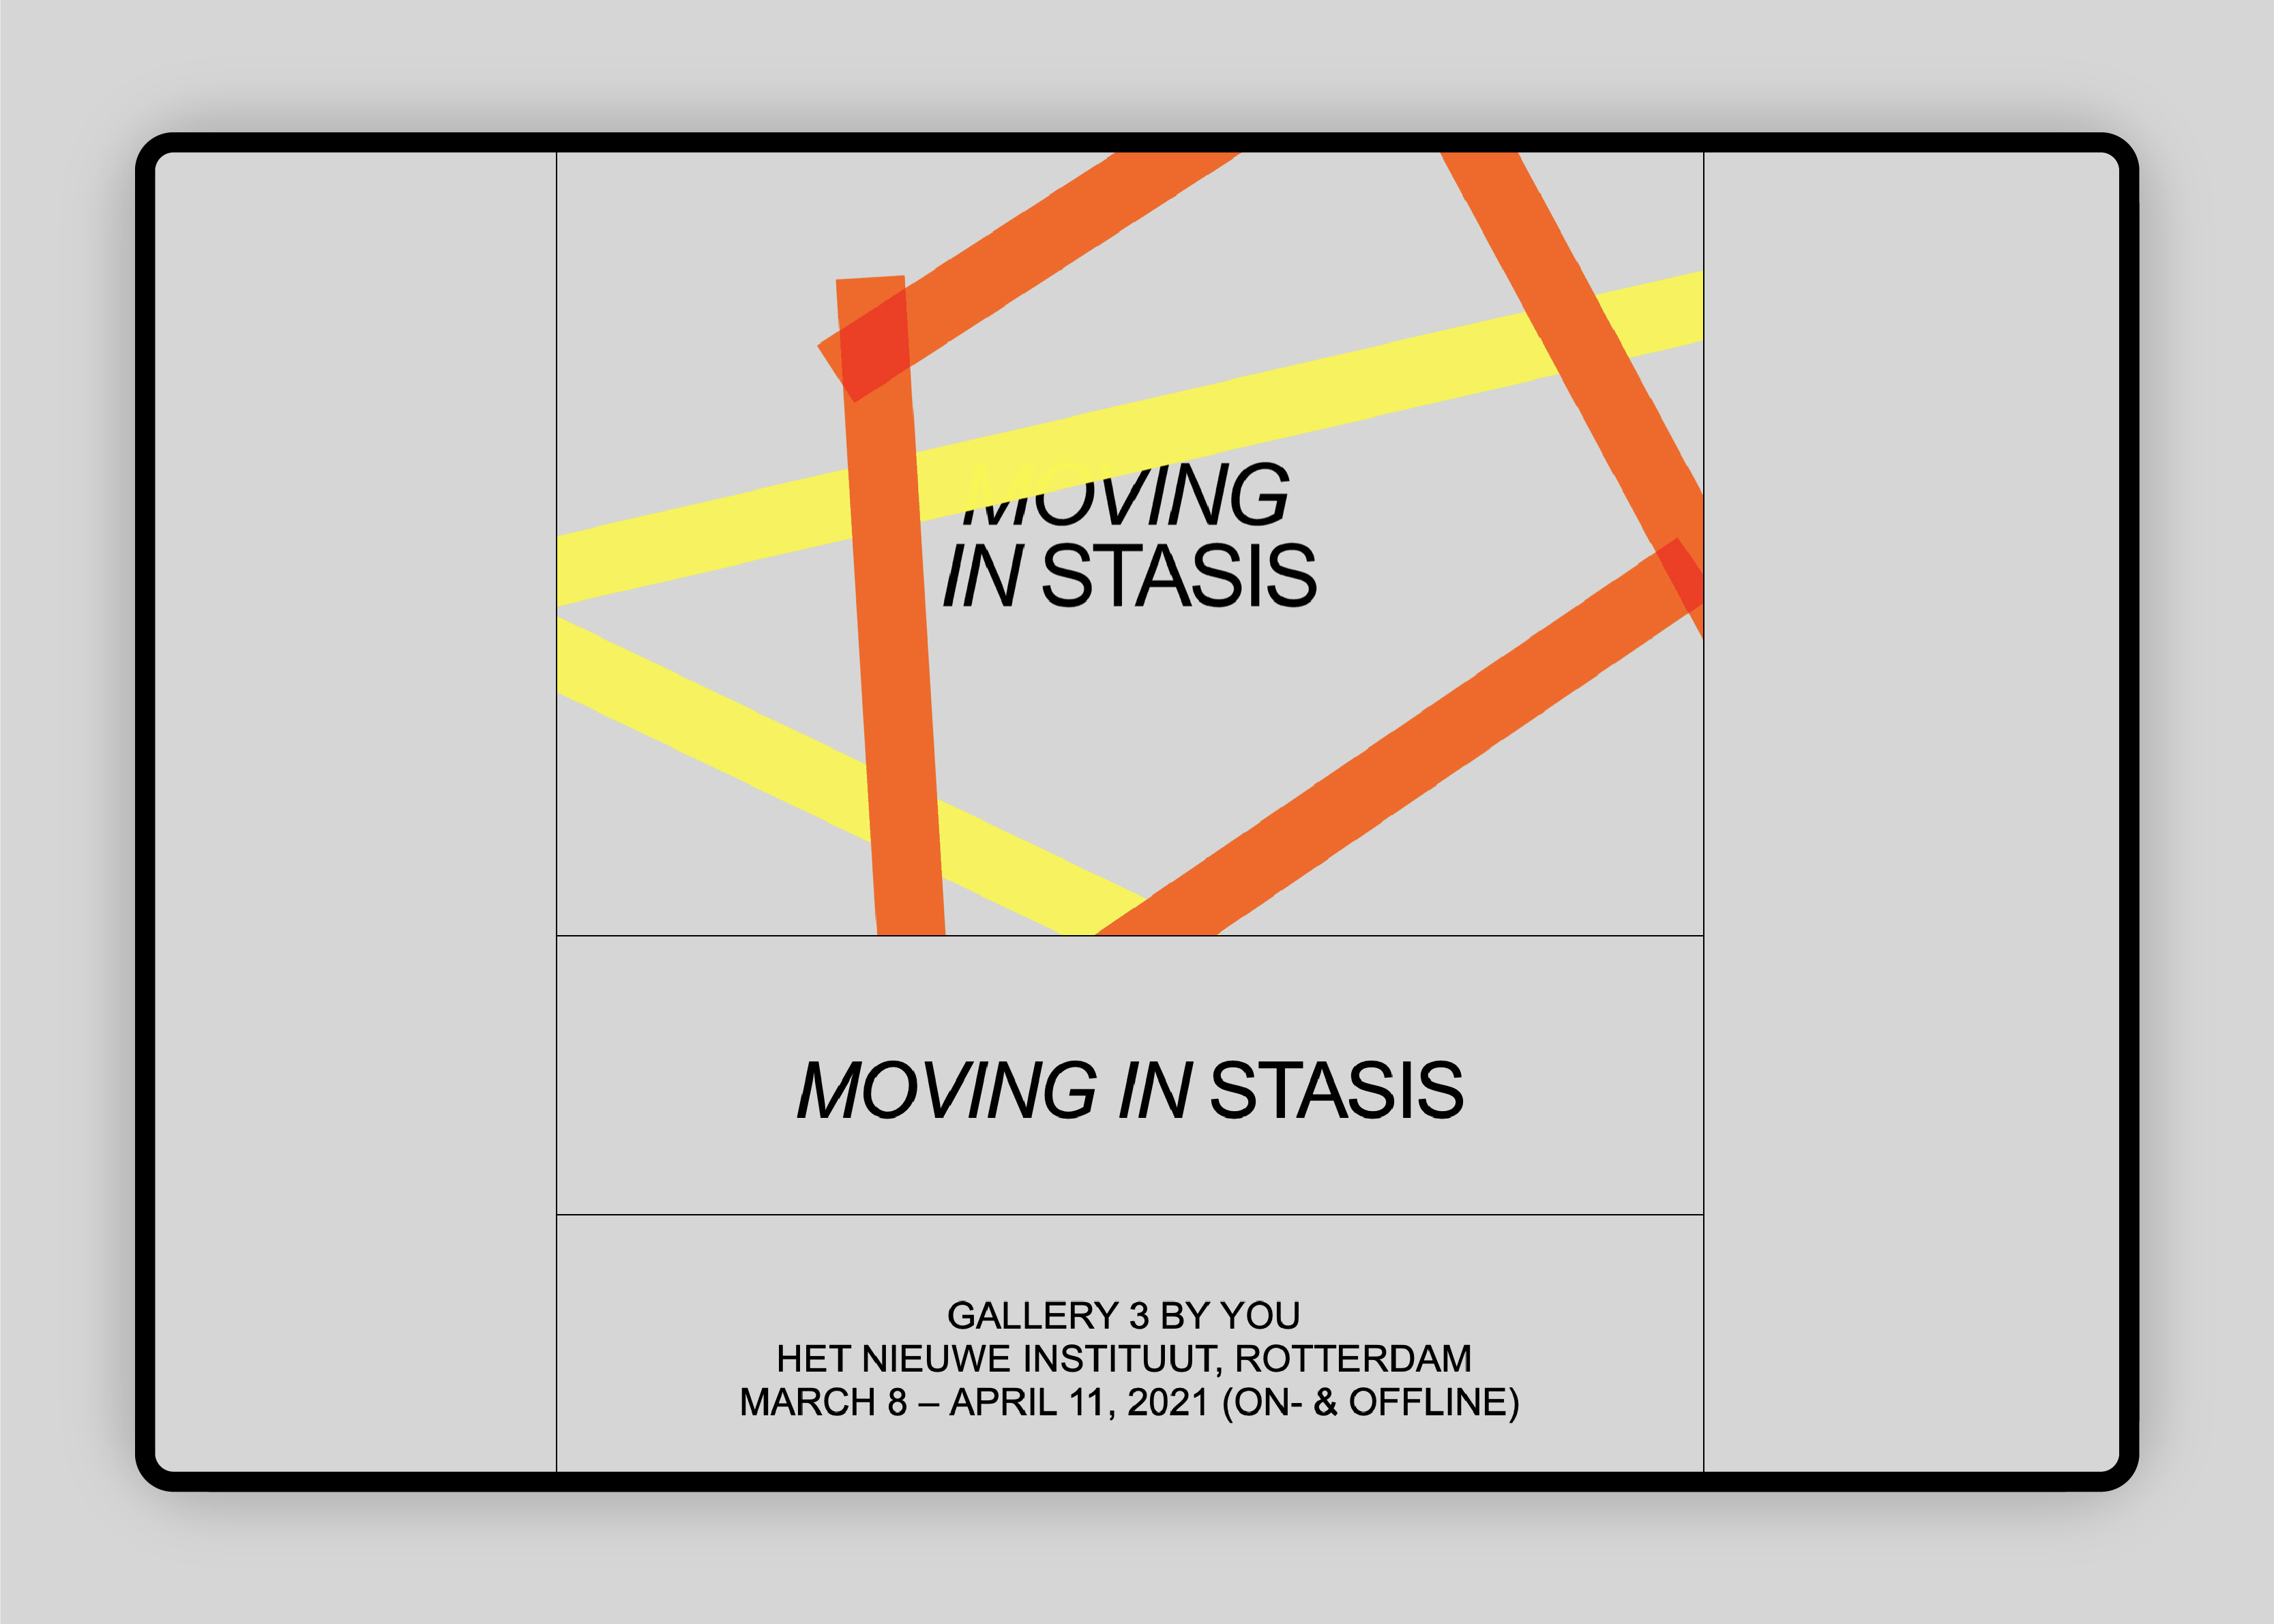 MOVING
IN STASIS
MOVING IN STASIS
GALLERY 3 BY YOU
HET NIEUWE INSTITUUT, ROTTERDAM
MARCH 8 – APRIL 11, 2021 (ON- & OFFLINE)